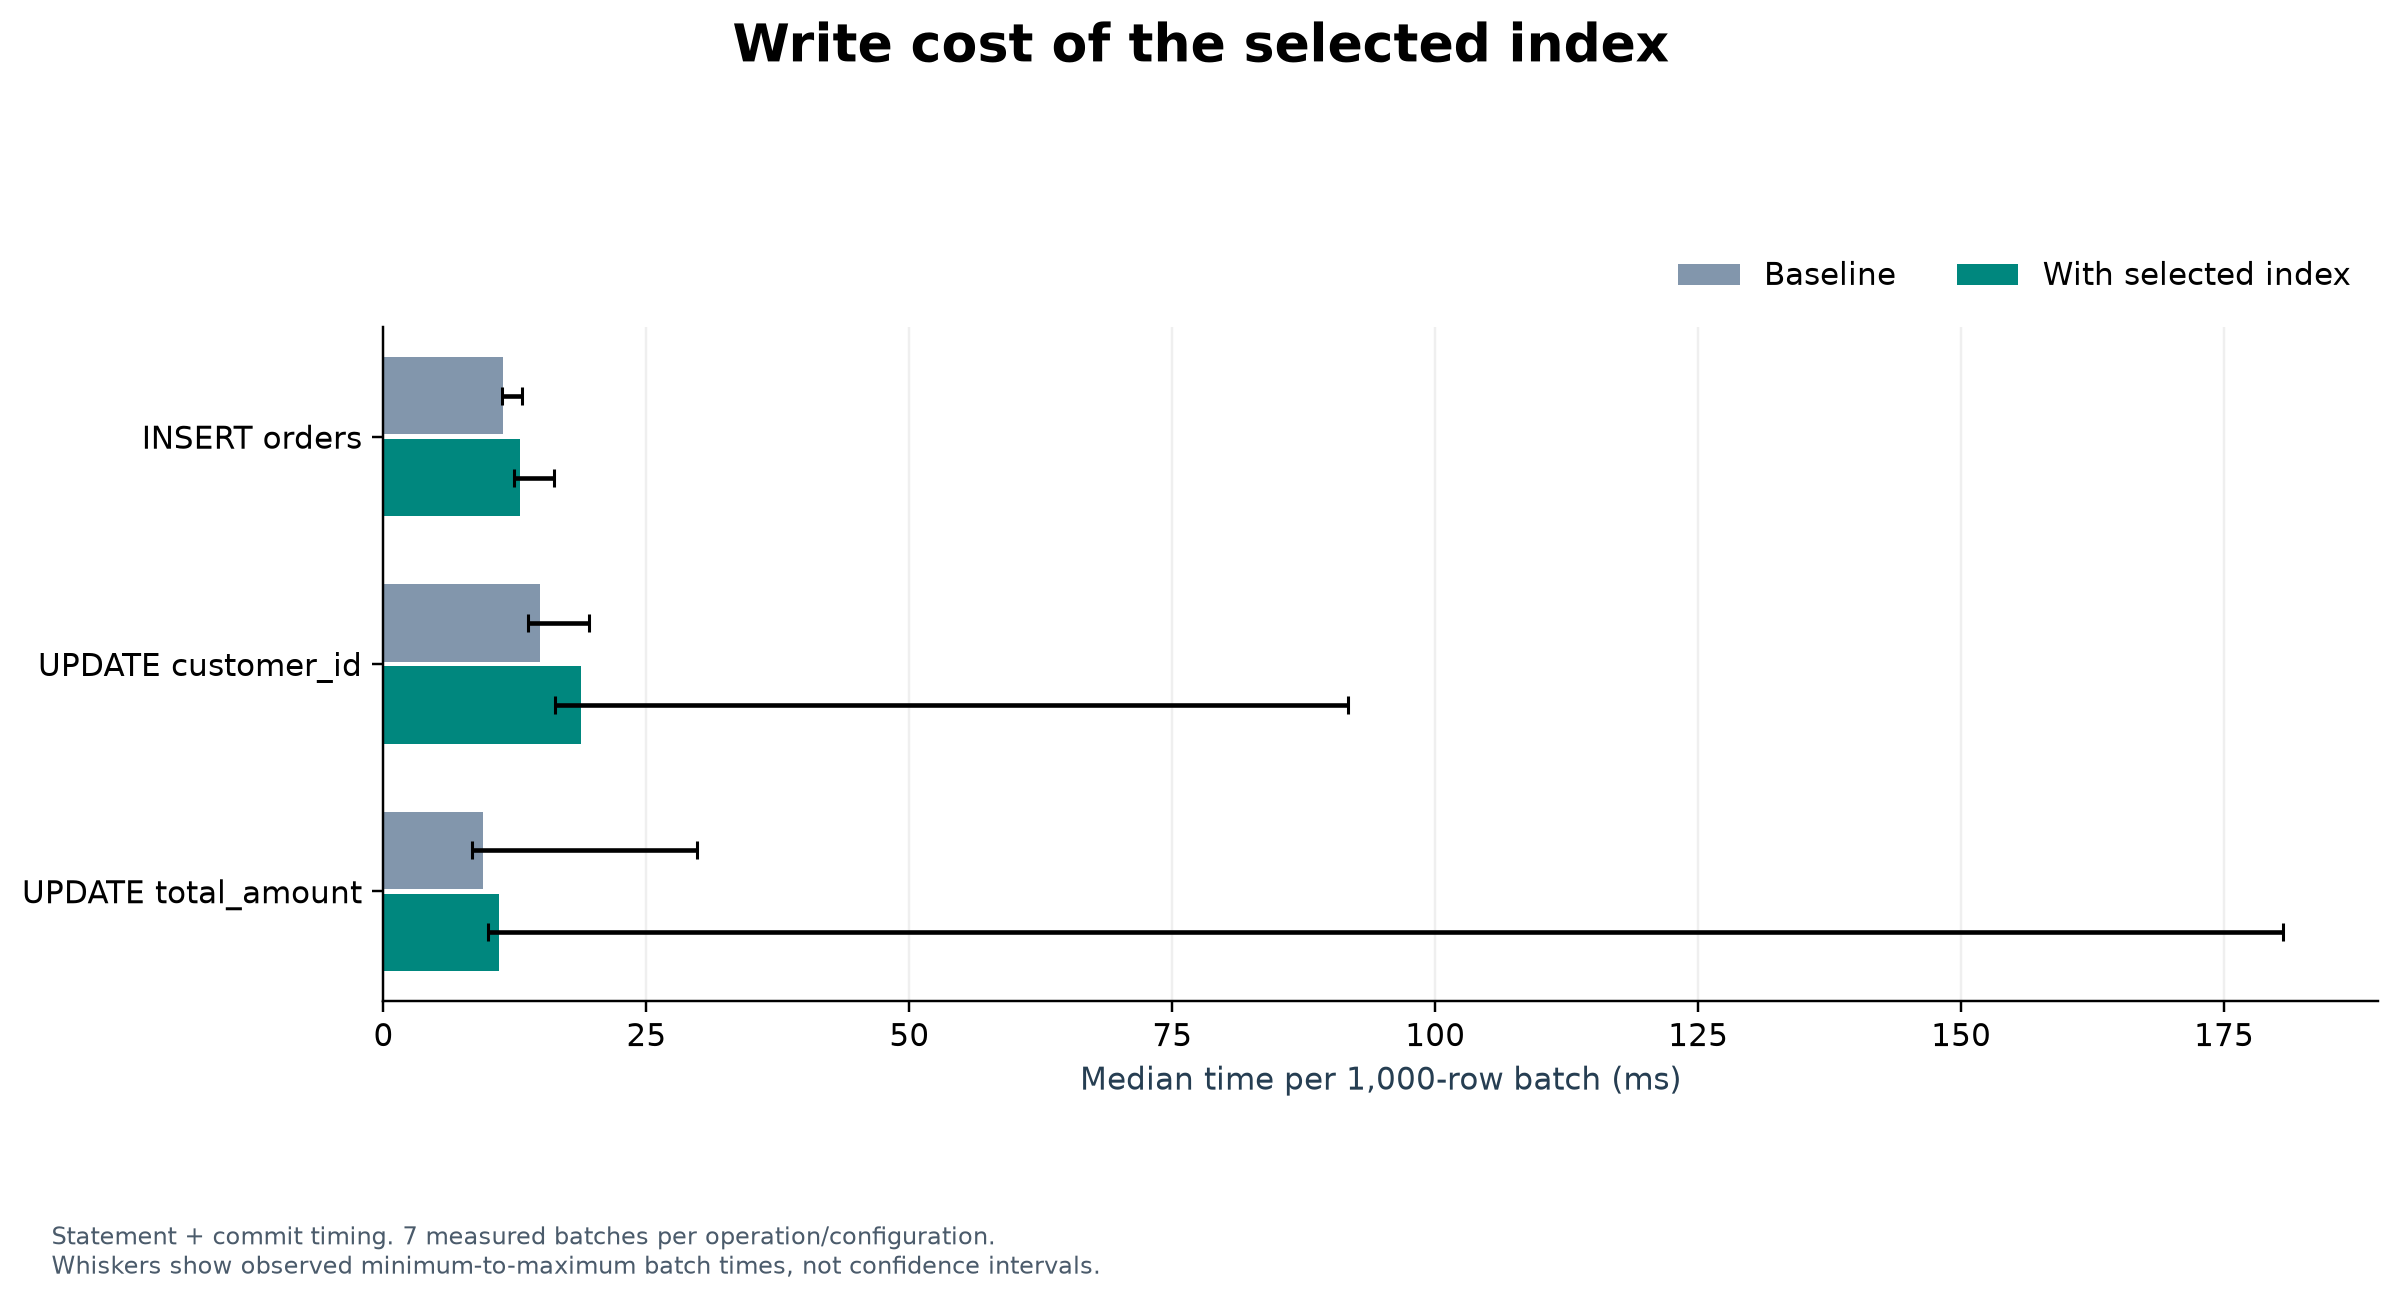 Write cost of the selected index
Baseline
With selected index
INSERT orders
UPDATE customer_id
UPDATE total_amount
0 25 50 75 100 125 150 175
Median time per 1,000-row batch (ms)
Statement + commit timing. 7 measured batches per operation/configuration.
Whiskers show observed minimum-to-maximum batch times, not confidence intervals.